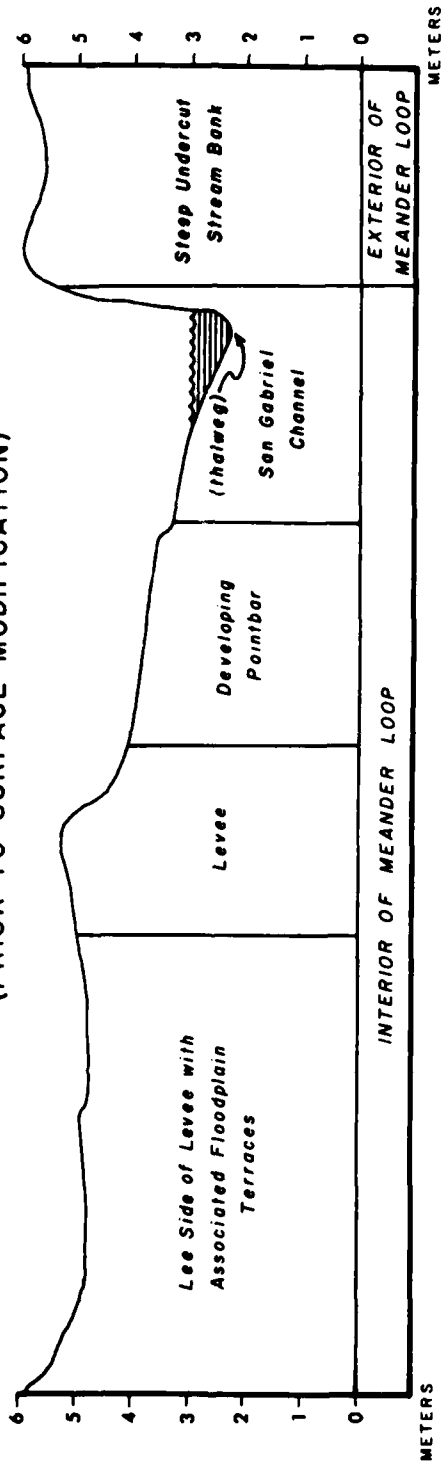 (PRIOR TO SURFACE MODIFICATION)
6
5
4
3
2
1
0
METERS
Lee Side of Levee with
Associated Floodplain
Terraces
Levee
Developing
Pointbar
(thalweg)
San Gabriel
Channel
Steep Undercut
Stream Bank
6
5
4
3
2
1
0
METERS
INTERIOR OF MEANDER LOOP
EXTERIOR OF
MEANDER LOOP